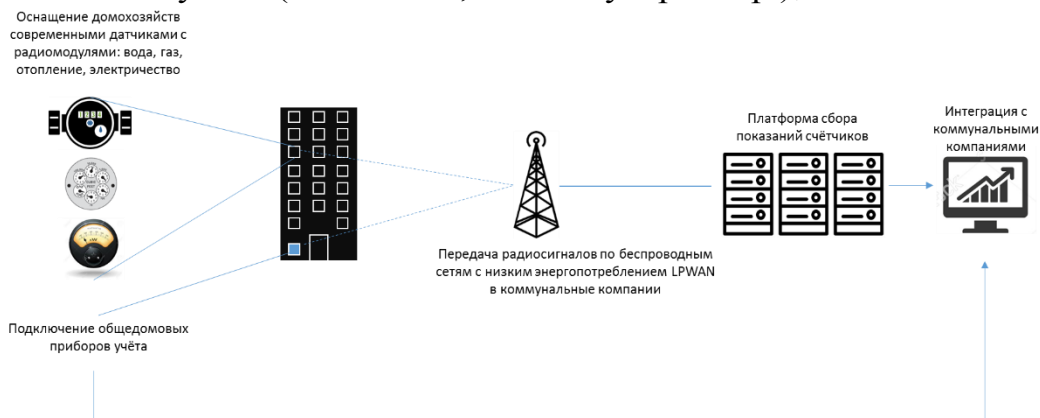 Оснащение домохозяйств
современными датчиками с
радиомодулями: вода, газ,
отопление, электричество
Платформа сбора
показаний счётчиков
Интеграция с
коммунальными
компаниями
Передача радиосигналов по беспроводным
сетям с низким энергопотреблением LPWAN
в коммунальные компании
Подключение общедомовых
приборов учёта